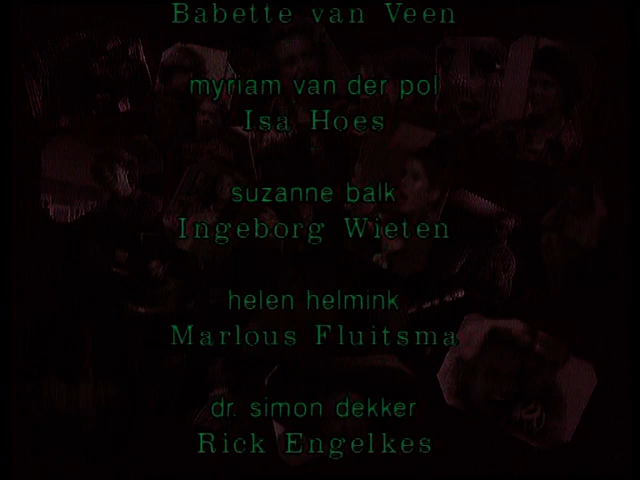 Babette van Veen
myriam van der pol
Isa Hoes
suzanne balk
Ingeborg Wieten
helen helmink
Marlous Fluitsma
dr. simon dekker
Rick Engelkes